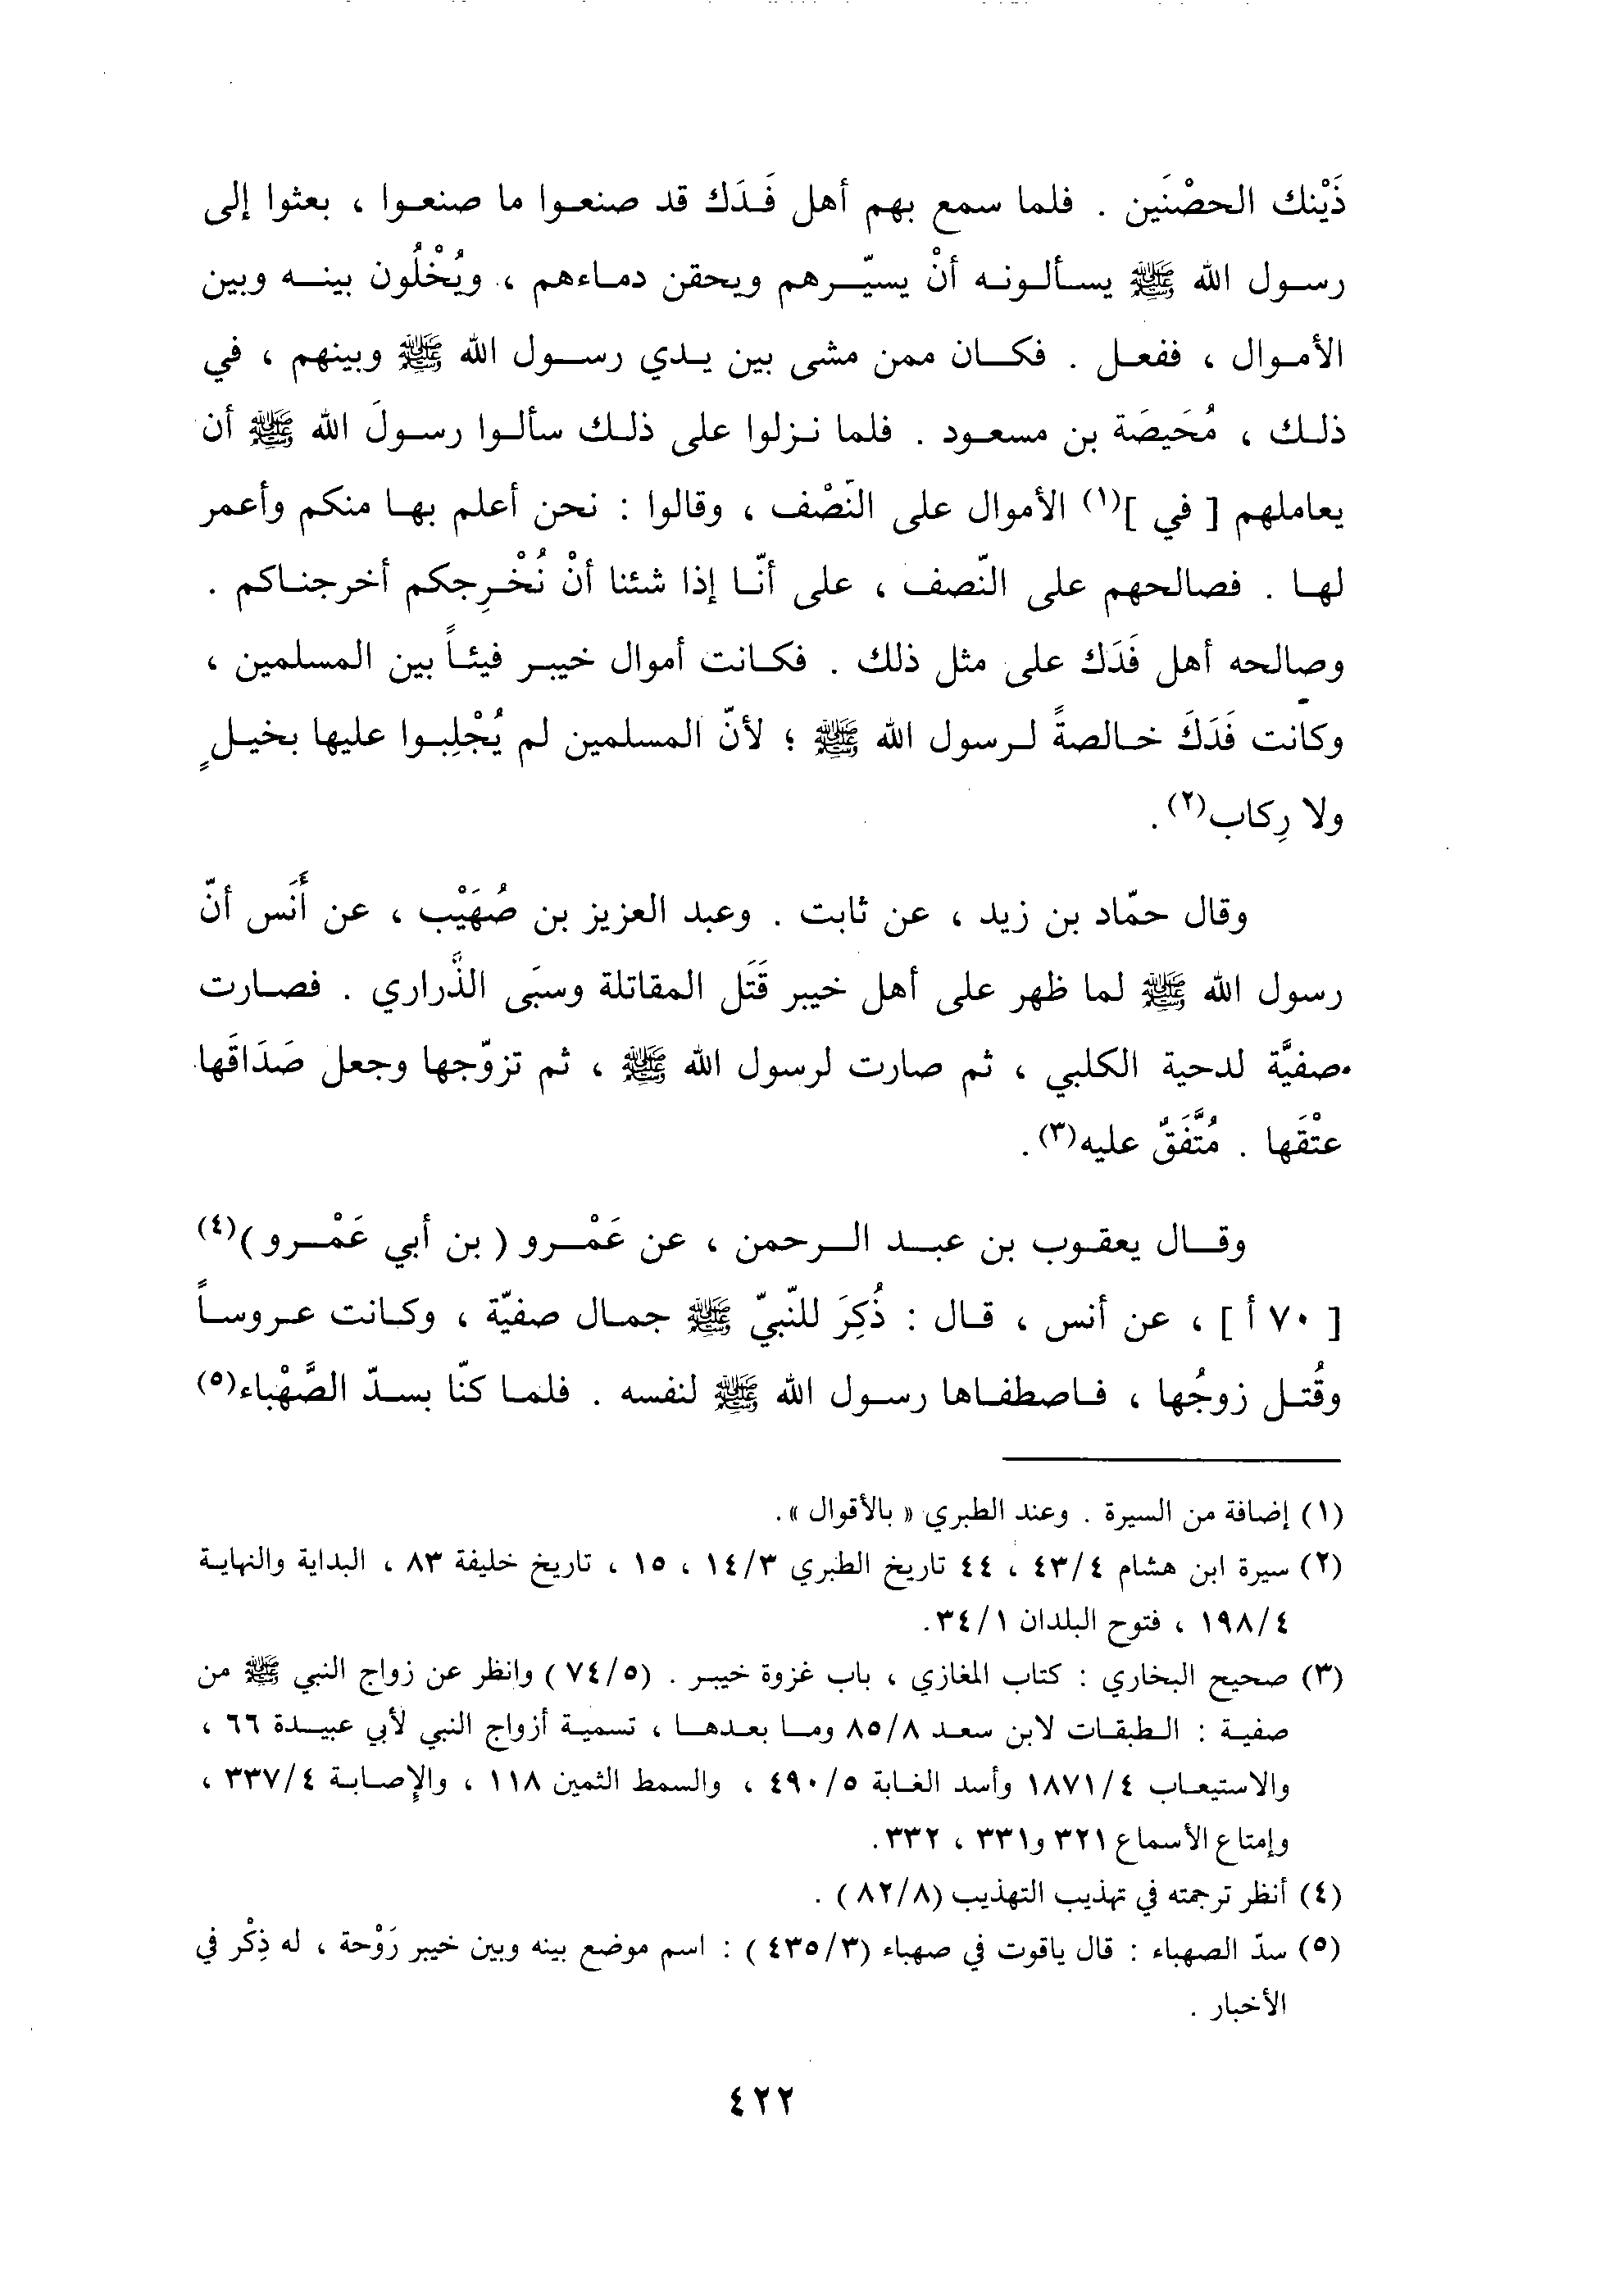 ذَيْنك الحصْنَين . فلما سمع بهم أهل فَدَك قد صنعوا ما صنعوا ، بعثوا إلى
رسول الله ﷺ يسألونه أنْ يسيّرهم ويحقن دماءهم ، ويُخْلُون بينه وبين
الأموال ، ففعل . فكان ممن مشى بين يدي رسول الله ﷺ وبينهم ، في
ذلك ، مُحَيصَة بن مسعود . فلما نزلوا على ذلك سألوا رسولَ الله ﷺ أن
يعاملهم [ في ](١) الأموال على النَصْف ، وقالوا : نحن أعلم بها منكم وأعمر
لها . فصالحهم على النّصف ، على أنّا إذا شئنا أنْ نُخْرِجكم أخرجناكم .
وصالحه أهل فَدَك على مثل ذلك . فكانت أموال خيبر فيئاً بين المسلمين ،
وكانت فَدَكَ خالصةً لرسول الله ﷺ ؛ لأنّ المسلمين لم يُجْلِبوا عليها بخيلٍ
ولا رِكاب(٢).
وقال حمّاد بن زيد ، عن ثابت . وعبد العزيز بن صُهَيْب ، عن أَنَس أنّ
رسول الله ﷺ لما ظهر على أهل خيبر قَتَل المقاتلة وسبَى الذَّراري . فصارت
صفيَّة لدحية الكلبي ، ثم صارت لرسول الله ﷺ ، ثم تزوّجها وجعل صَدَاقَها
عتْقَها . مُتَّفَقٌ عليه(٣).
وقال يعقوب بن عبد الرحمن ، عن عَمْرو ( بن أبي عَمْرو )(٤)
[ ٧٠ أ ] ، عن أنس ، قال : ذُكِرَ للنّبيّ ﷺ جمال صفيّة ، وكانت عروساً
وقُتل زوجُها ، فاصطفاها رسول الله ﷺ لنفسه . فلما كنّا بسدّ الصَّهْباء(٥)
(١) إضافة من السيرة . وعند الطبري « بالأقوال ».
(٢) سيرة ابن هشام ٤٣/٤ ، ٤٤ تاريخ الطبري ١٤/٣ ، ١٥ ، تاريخ خليفة ٨٣ ، البداية والنهاية
١٩٨/٤ ، فتوح البلدان ٣٤/١.
(٣) صحيح البخاري : كتاب المغازي ، باب غزوة خيبر . (٧٤/٥) وانظر عن زواج النبي ﷺ من
صفية : الطبقات لابن سعد ٨٥/٨ وما بعدها ، تسمية أزواج النبي لأبي عبيدة ٦٦ ،
والاستيعاب ١٨٧١/٤ وأسد الغابة ٤٩٠/٥ ، والسمط الثمين ١١٨ ، والإصابة ٣٣٧/٤ ،
وإمتاع الأسماع ٣٢١ و٣٣١ ، ٣٣٢.
(٤) أنظر ترجمته في تهذيب التهذيب (٨٢/٨) .
(٥) سدّ الصهباء : قال ياقوت في صهباء (٤٣٥/٣) : اسم موضع بينه وبين خيبر رَوْحة ، له ذِكْر في
الأخبار .
٤٢٢